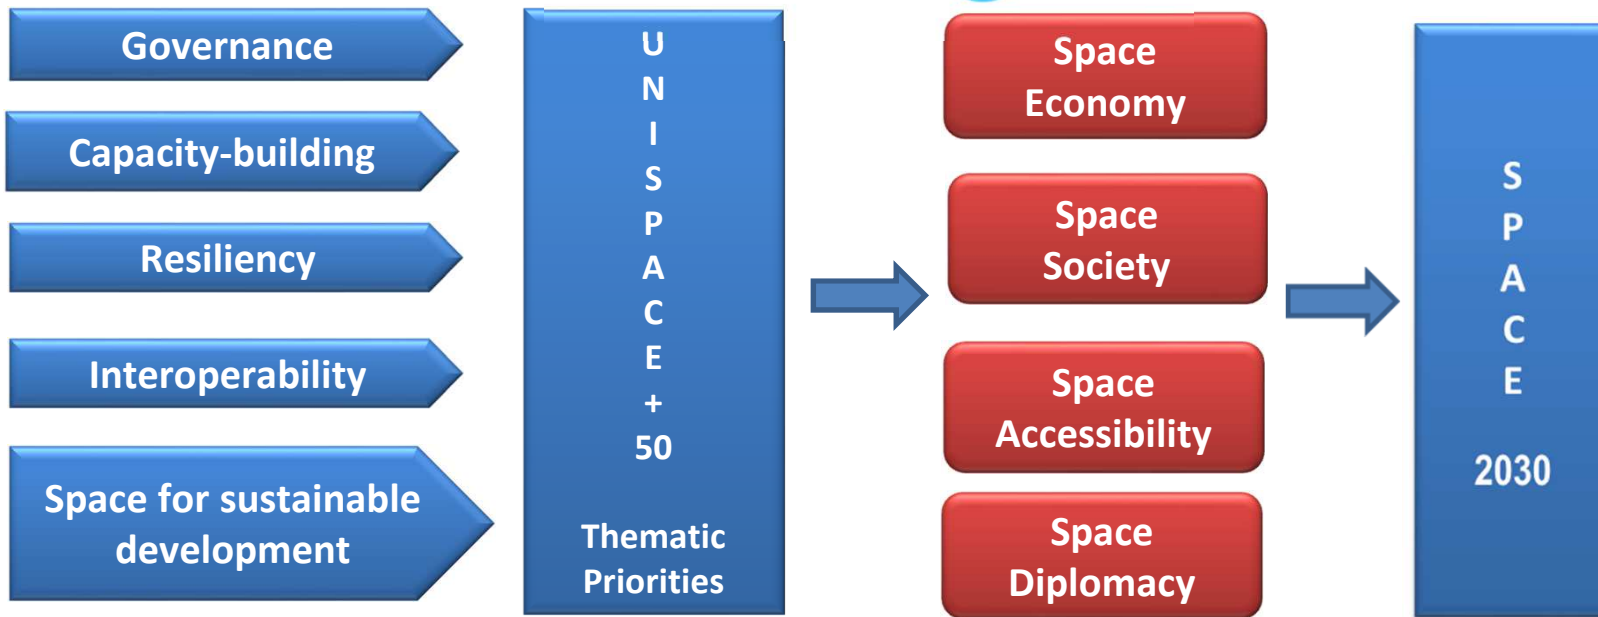 Governance
Capacity-building
Resiliency
Interoperability
Space for sustainable
development
U
N
I
S
P
A
C
E
+
50
Thematic
Priorities
Space
Economy
Space
Society
Space
Accessibility
Space
Diplomacy
S
P
A
C
E
2030